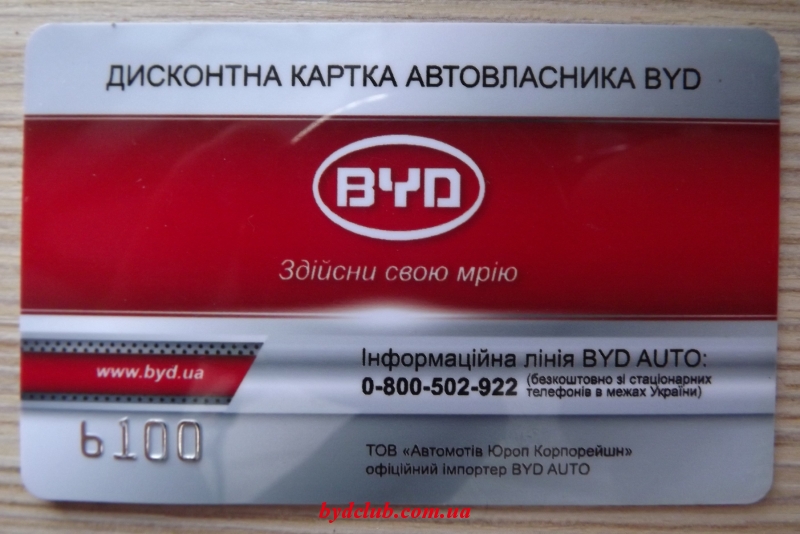 ДИСКОНТНА КАРТКА АВТОВЛАСНИКА BYD
BYD
Здійсни свою мрію
www.byd.ua
Інформаційна лінія BYD AUTO:
0-800-502-922 (безкоштовно зі стаціонарних
телефонів в межах України)
6100
ТОВ «Автомотів Юроп Корпорейшн»
офіційний імпортер BYD AUTO
bydclub.com.ua